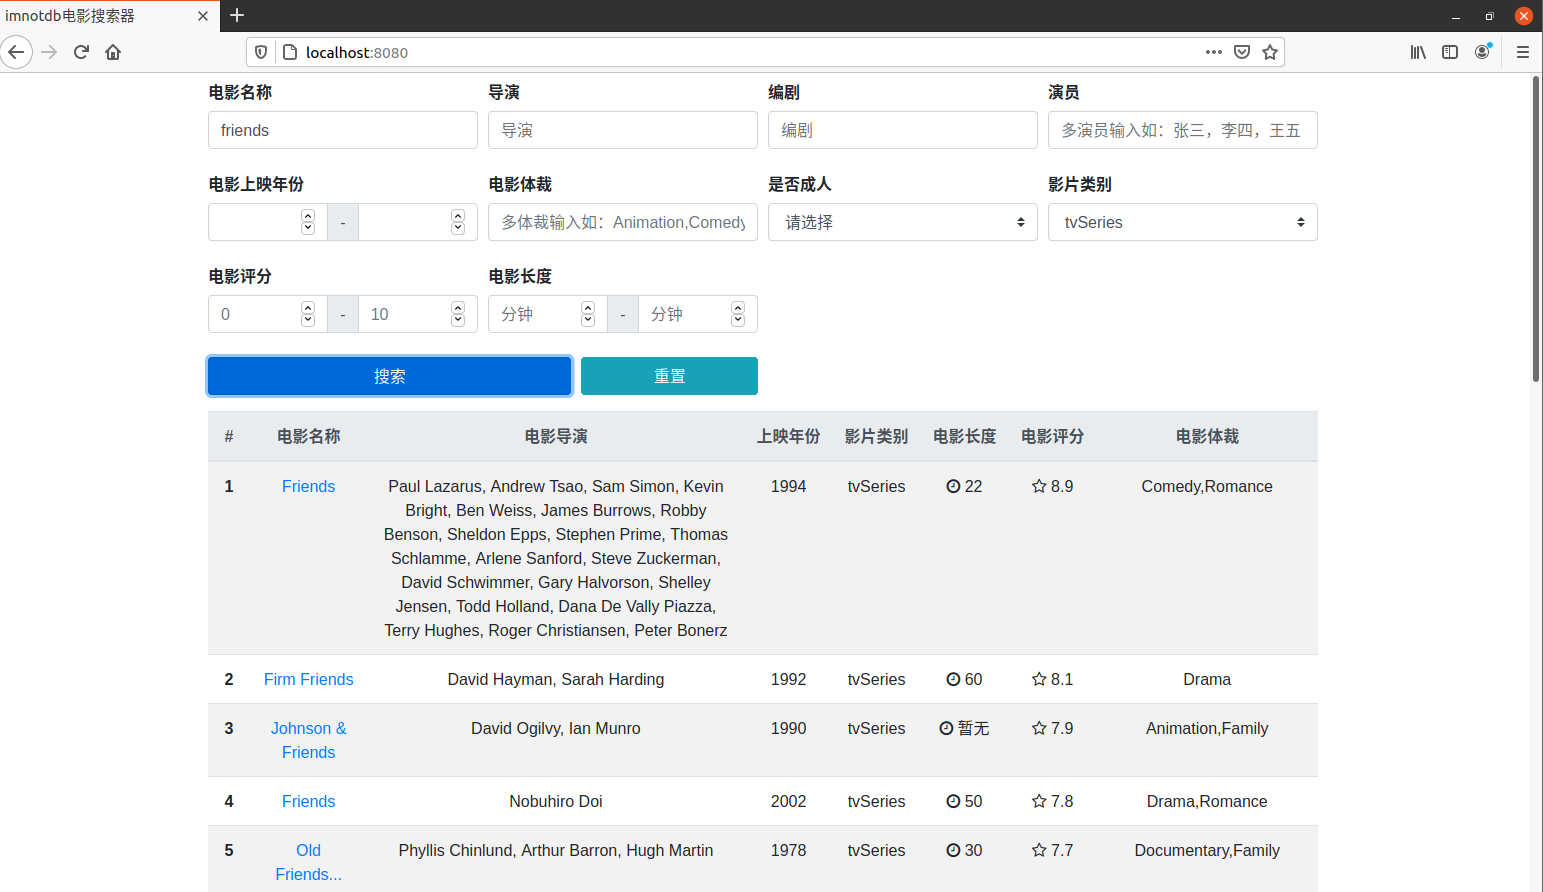 imnotdb电影搜索器
localhost:8080
电影名称 导演 编剧 演员
friends 导演 编剧 多演员输入如：张三，李四，王五
电影上映年份 电影体裁 是否成人 影片类别
- 多体裁输入如：Animation,Comedy 请选择 tvSeries
电影评分 电影长度
0 - 10 分钟 - 分钟
搜索 重置
# 电影名称 电影导演 上映年份 影片类别 电影长度 电影评分 电影体裁
1 Friends Paul Lazarus, Andrew Tsao, Sam Simon, Kevin 1994 tvSeries 22 8.9 Comedy,Romance
Bright, Ben Weiss, James Burrows, Robby
Benson, Sheldon Epps, Stephen Prime, Thomas
Schlamme, Arlene Sanford, Steve Zuckerman,
David Schwimmer, Gary Halvorson, Shelley
Jensen, Todd Holland, Dana De Vally Piazza,
Terry Hughes, Roger Christiansen, Peter Bonerz
2 Firm Friends David Hayman, Sarah Harding 1992 tvSeries 60 8.1 Drama
3 Johnson & David Ogilvy, Ian Munro 1990 tvSeries 暂无 7.9 Animation,Family
Friends
4 Friends Nobuhiro Doi 2002 tvSeries 50 7.8 Drama,Romance
5 Old Phyllis Chinlund, Arthur Barron, Hugh Martin 1978 tvSeries 30 7.7 Documentary,Family
Friends...